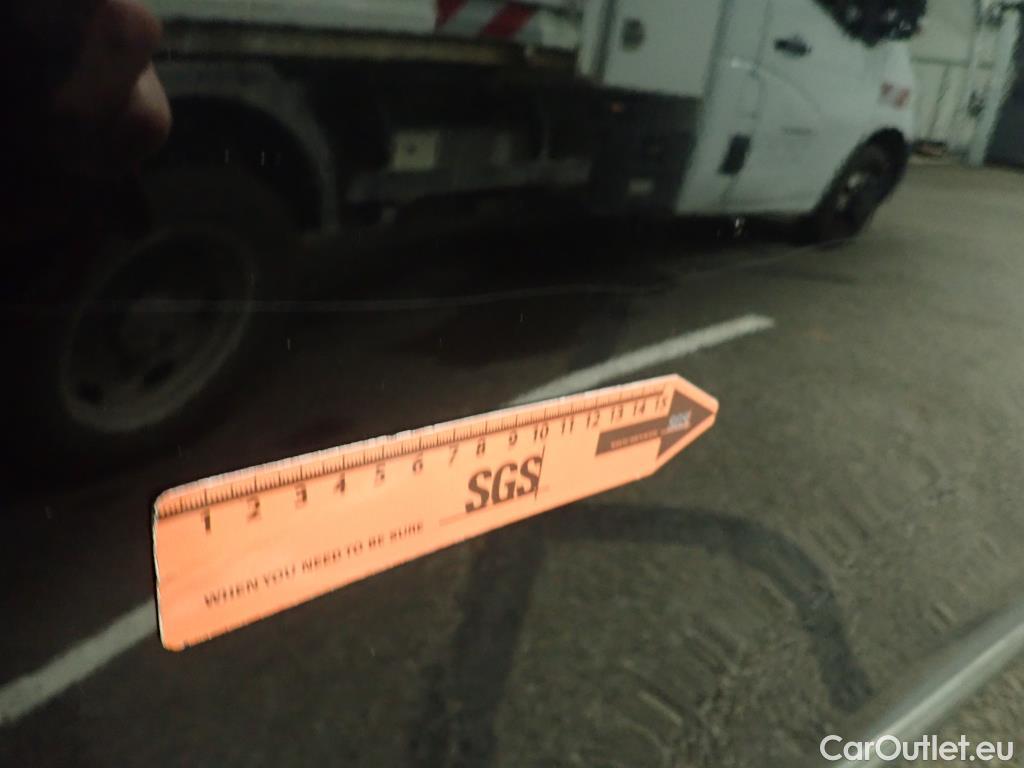 1 2 3 4 5 6 7 8 9 10 11 12 13 14 15
SGS
SGS
WHEN YOU NEED TO BE SURE
CarOutlet.eu